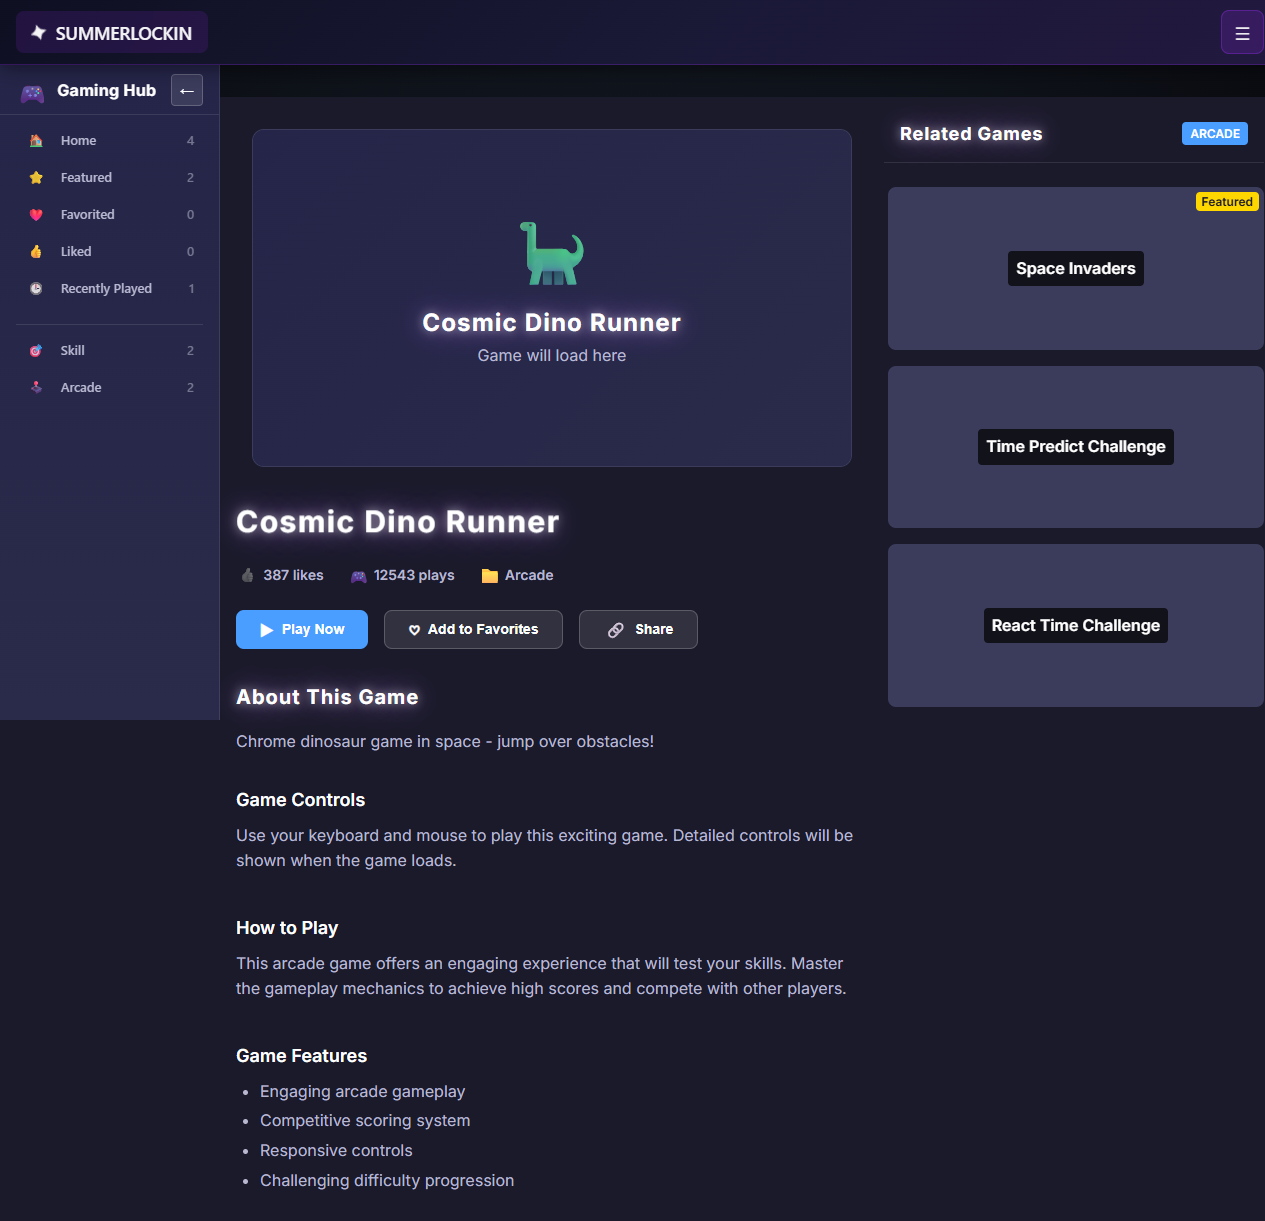 SUMMERLOCKIN
Gaming Hub
Home 4
Featured 2
Favorited 0
Liked 0
Recently Played 1
Skill 2
Arcade 2
Cosmic Dino Runner
Game will load here
Cosmic Dino Runner
387 likes 12543 plays Arcade
Play Now Add to Favorites Share
About This Game
Chrome dinosaur game in space - jump over obstacles!
Game Controls
Use your keyboard and mouse to play this exciting game. Detailed controls will be
shown when the game loads.
How to Play
This arcade game offers an engaging experience that will test your skills. Master
the gameplay mechanics to achieve high scores and compete with other players.
Game Features
• Engaging arcade gameplay
• Competitive scoring system
• Responsive controls
• Challenging difficulty progression
Related Games ARCADE
Featured
Space Invaders
Time Predict Challenge
React Time Challenge